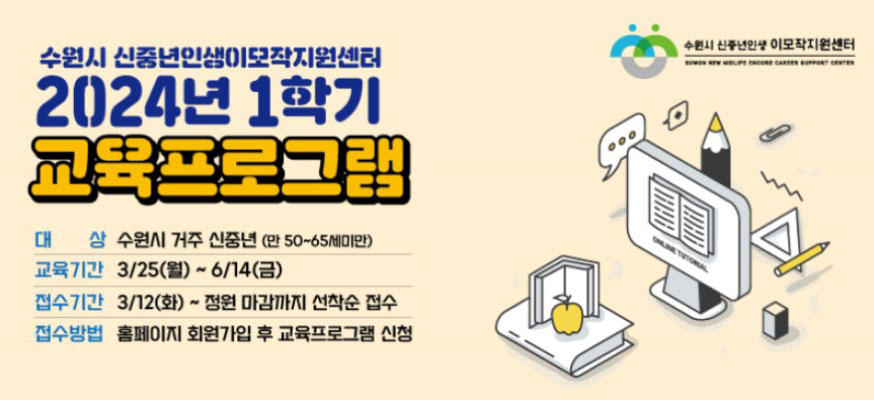 수원시 신중년인생이모작지원센터
2024년 1학기
교육프로그램
대 상 수원시 거주 신중년 (만 50~65세미만)
교육기간 3/25(월) ~ 6/14(금)
접수기간 3/12(화) ~ 정원 마감까지 선착순 접수
접수방법 홈페이지 회원가입 후 교육프로그램 신청
수원시 신중년인생 이모작지원센터
SUWON NEW MIDLIFE ENCORE CAREER SUPPORT CENTER
ONLINE TUTORIAL